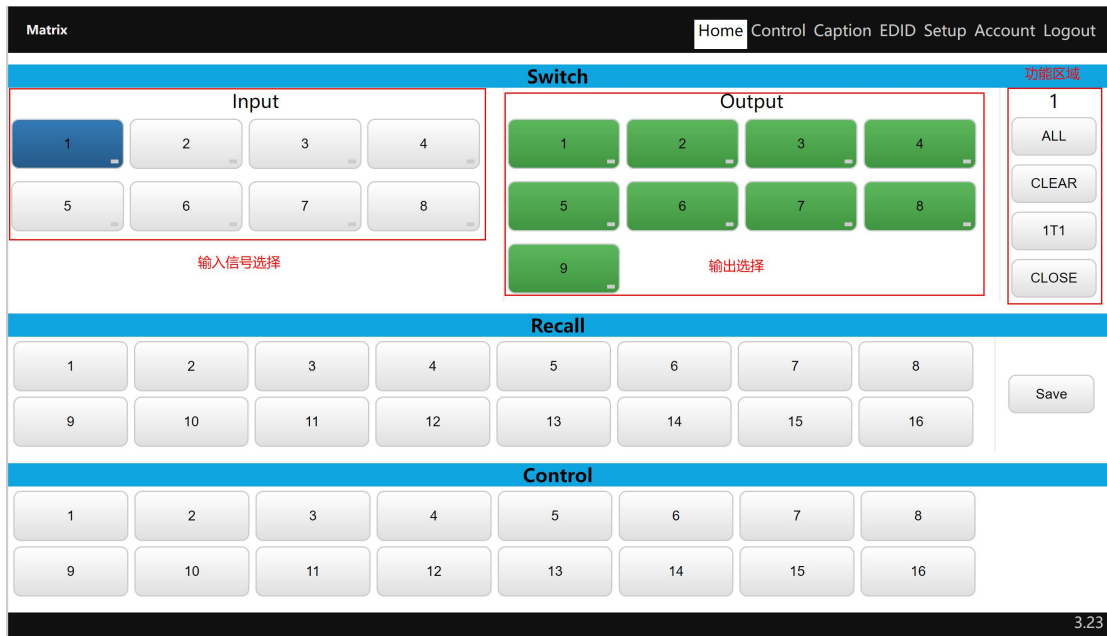 Matrix
Home Control Caption EDID Setup Account Logout
Switch
功能区域
Input
Output
1
1 2 3 4
1 2 3 4
ALL
5 6 7 8
5 6 7 8
CLEAR
1T1
输入信号选择
9
输出选择
CLOSE
Recall
1 2 3 4 5 6 7 8
9 10 11 12 13 14 15 16
Save
Control
1 2 3 4 5 6 7 8
9 10 11 12 13 14 15 16
3.23